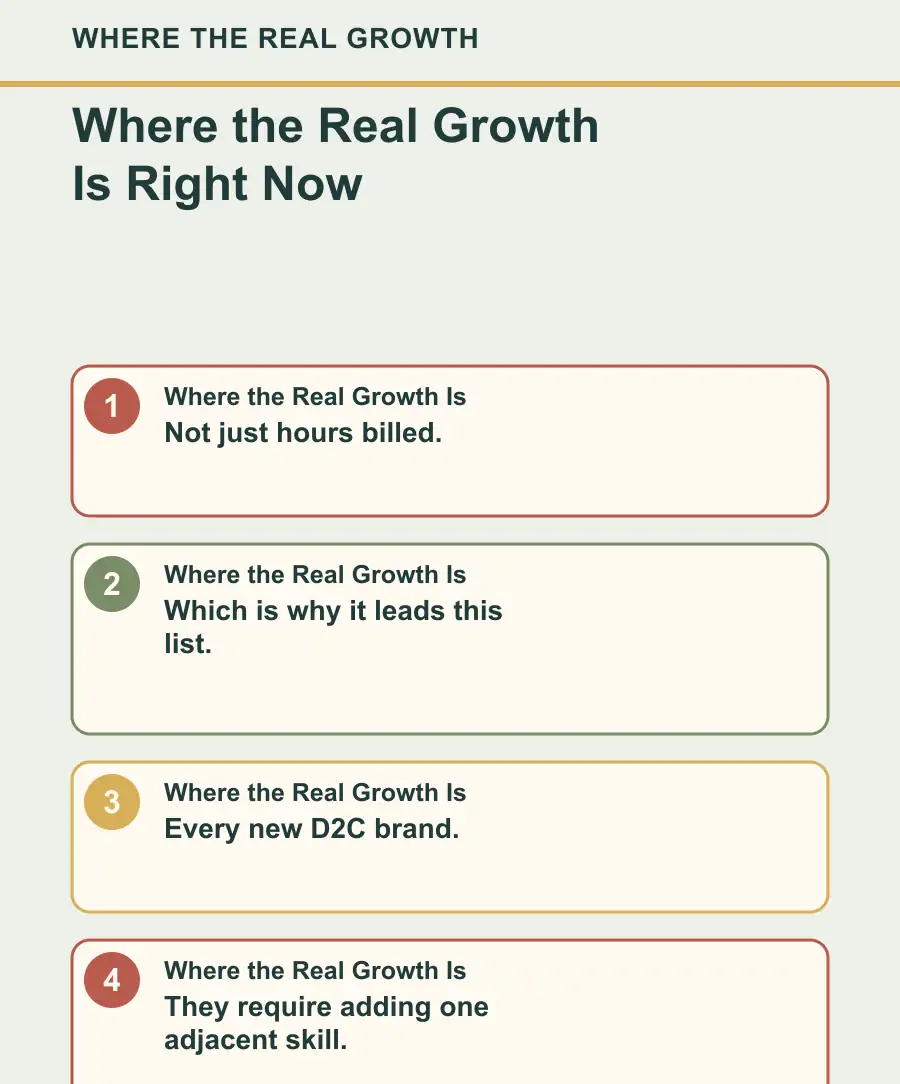 WHERE THE REAL GROWTH
Where the Real Growth
Is Right Now
1
Where the Real Growth Is
Not just hours billed.
2
Where the Real Growth Is
Which is why it leads this
list.
3
Where the Real Growth Is
Every new D2C brand.
4
Where the Real Growth Is
They require adding one
adjacent skill.